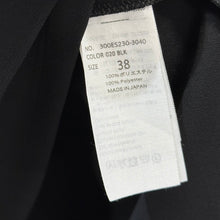 NO. 300ES230-3040
COLOR 020 BLK
SIZE 38
100% ポリエステル
100% Polyester
MADE IN JAPAN